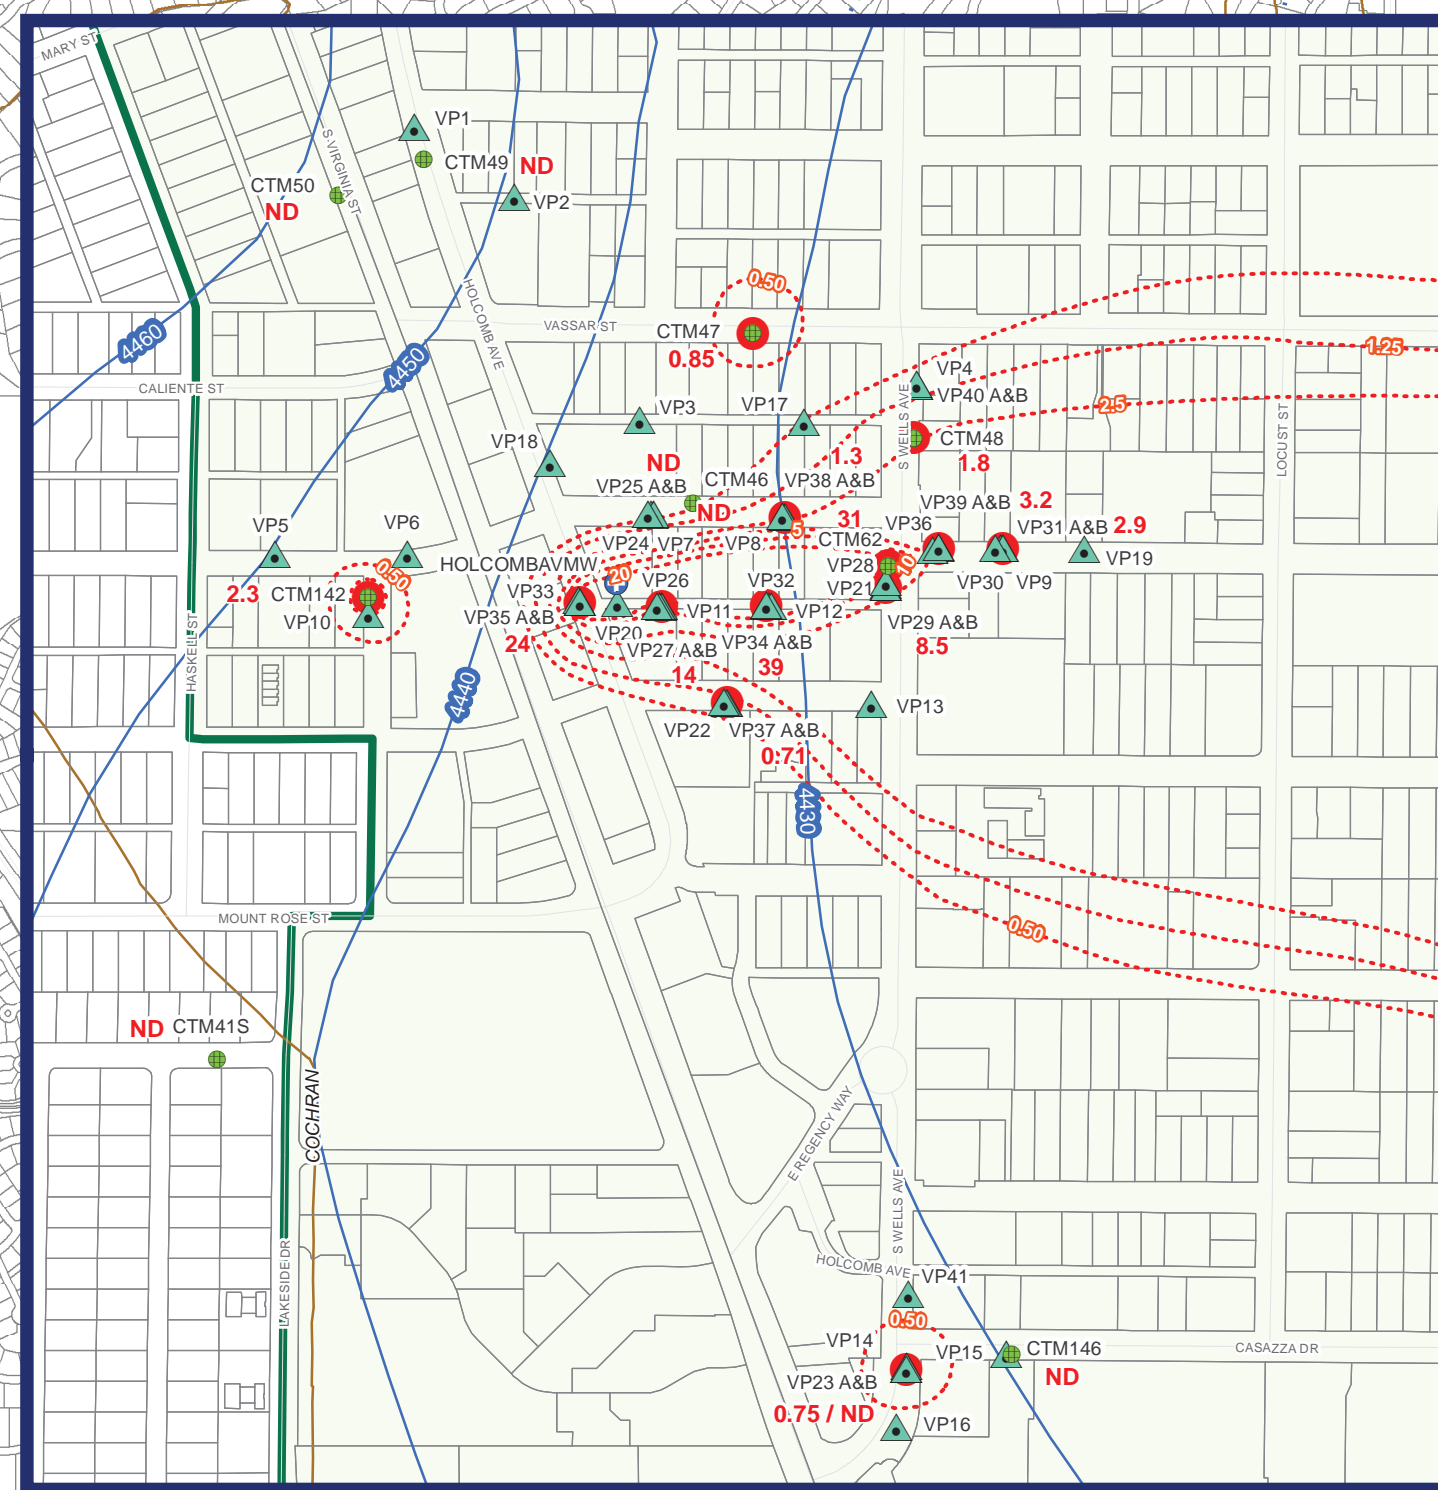 MARY ST
S VIRGINIA ST
VP1
CTM49
ND
CTM50
ND
VP2
HOLCOMB AVE
0.50
VASSAR ST
CTM47
0.85
4460
4450
1.25
CALIENTE ST
VP4
VP40 A&B
S WELLS AVE
2.5
LOCUST ST
VP3
VP17
VP18
CTM48
1.8
ND
1.3
VP25 A&B
CTM46
VP38 A&B
ND
VP39 A&B
3.2
5
31
VP5
VP6
VP36
VP31 A&B
2.9
VP24
VP7
VP8
CTM62
VP19
HOLCOMBAVMW
10
0.50
20
VP28
VP30
VP9
2.3
CTM142
VP33
VP26
VP32
VP21
VP10
VP35 A&B
VP11
VP12
VP29 A&B
VP20
VP27 A&B
VP34 A&B
8.5
HASKELL ST
24
14
39
4440
VP13
VP22
VP37 A&B
0.71
4430
MOUNT ROSE ST
0.50
ND
CTM41S
COCHRAN
E REGENCY WAY
S WELLS AVE
LAKESIDE DR
HOLCOMB AVE
VP41
0.50
VP14
VP15
CTM146
CASAZZA DR
ND
VP23 A&B
0.75 / ND
VP16